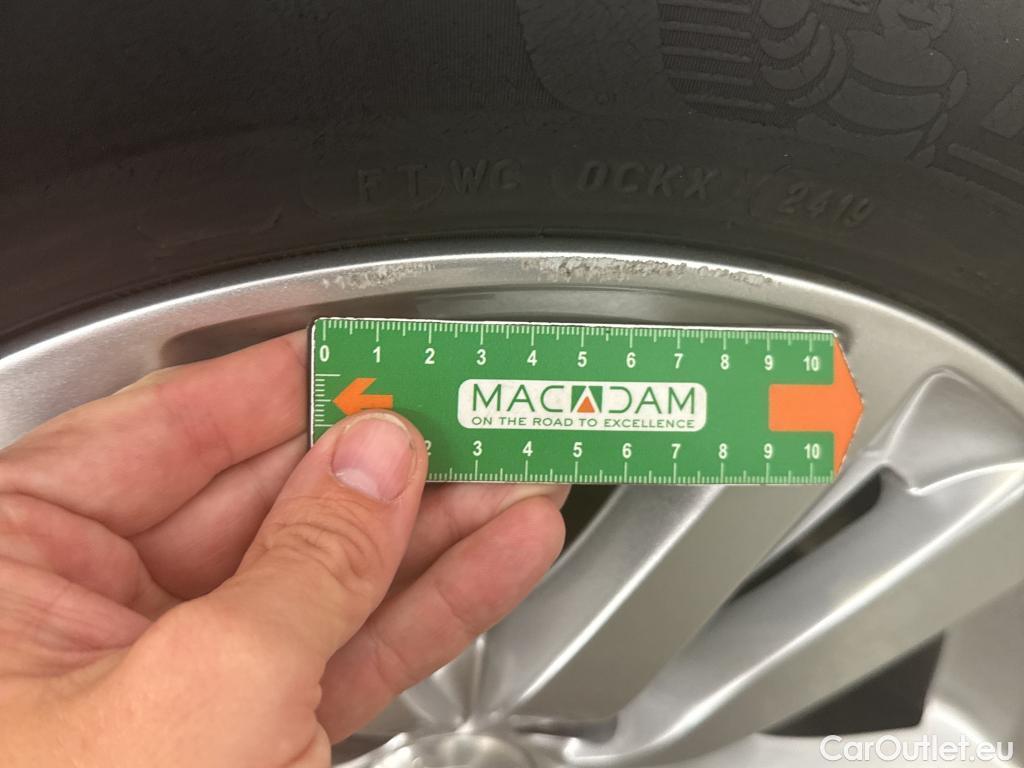 FT WC OCKX 2419
0 1 2 3 4 5 6 7 8 9 10
MACADAM
ON THE ROAD TO EXCELLENCE
2 3 4 5 6 7 8 9 10
CarOutlet.eu